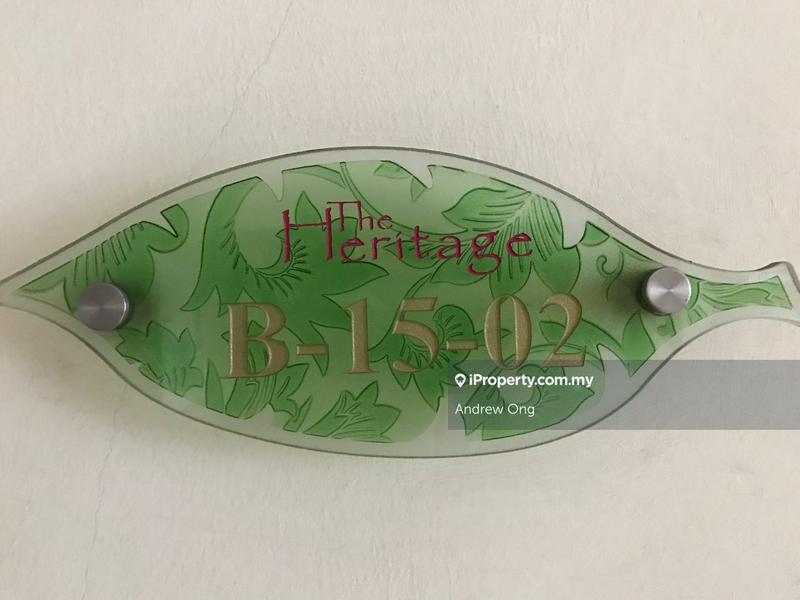 The
Heritage
B-15-02
iProperty.com.my
Andrew Ong